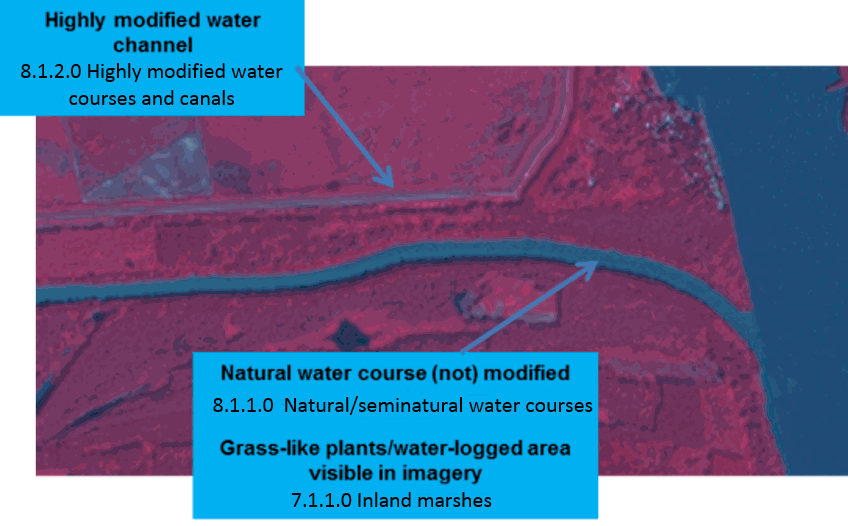 Highly modified water
channel
8.1.2.0 Highly modified water
courses and canals
Natural water course (not) modified
8.1.1.0 Natural/seminatural water courses
Grass-like plants/water-logged area
visible in imagery
7.1.1.0 Inland marshes